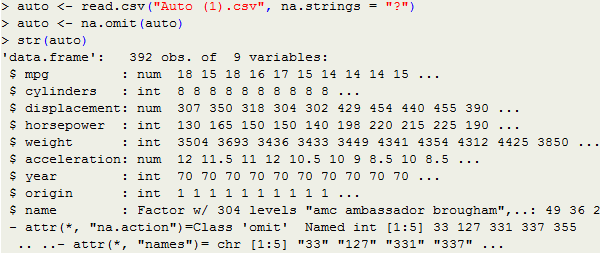 > auto <- read.csv("Auto (1).csv", na.strings = "?")
> auto <- na.omit(auto)
> str(auto)
'data.frame':   392 obs. of  9 variables:
 $ mpg         : num  18 15 18 16 17 15 14 14 14 15 ...
 $ cylinders   : int  8 8 8 8 8 8 8 8 8 8 ...
 $ displacement: num  307 350 318 304 302 429 454 440 455 390 ...
 $ horsepower  : int  130 165 150 150 140 198 220 215 225 190 ...
 $ weight      : int  3504 3693 3436 3433 3449 4341 4354 4312 4425 3850 ...
 $ acceleration: num  12 11.5 11 12 10.5 10 9 8.5 10 8.5 ...
 $ year        : int  70 70 70 70 70 70 70 70 70 70 ...
 $ origin      : int  1 1 1 1 1 1 1 1 1 1 ...
 $ name        : Factor w/ 304 levels "amc ambassador brougham",..: 49 36 2
 - attr(*, "na.action")=Class 'omit'  Named int [1:5] 33 127 331 337 355
  .. ..- attr(*, "names")= chr [1:5] "33" "127" "331" "337" ...